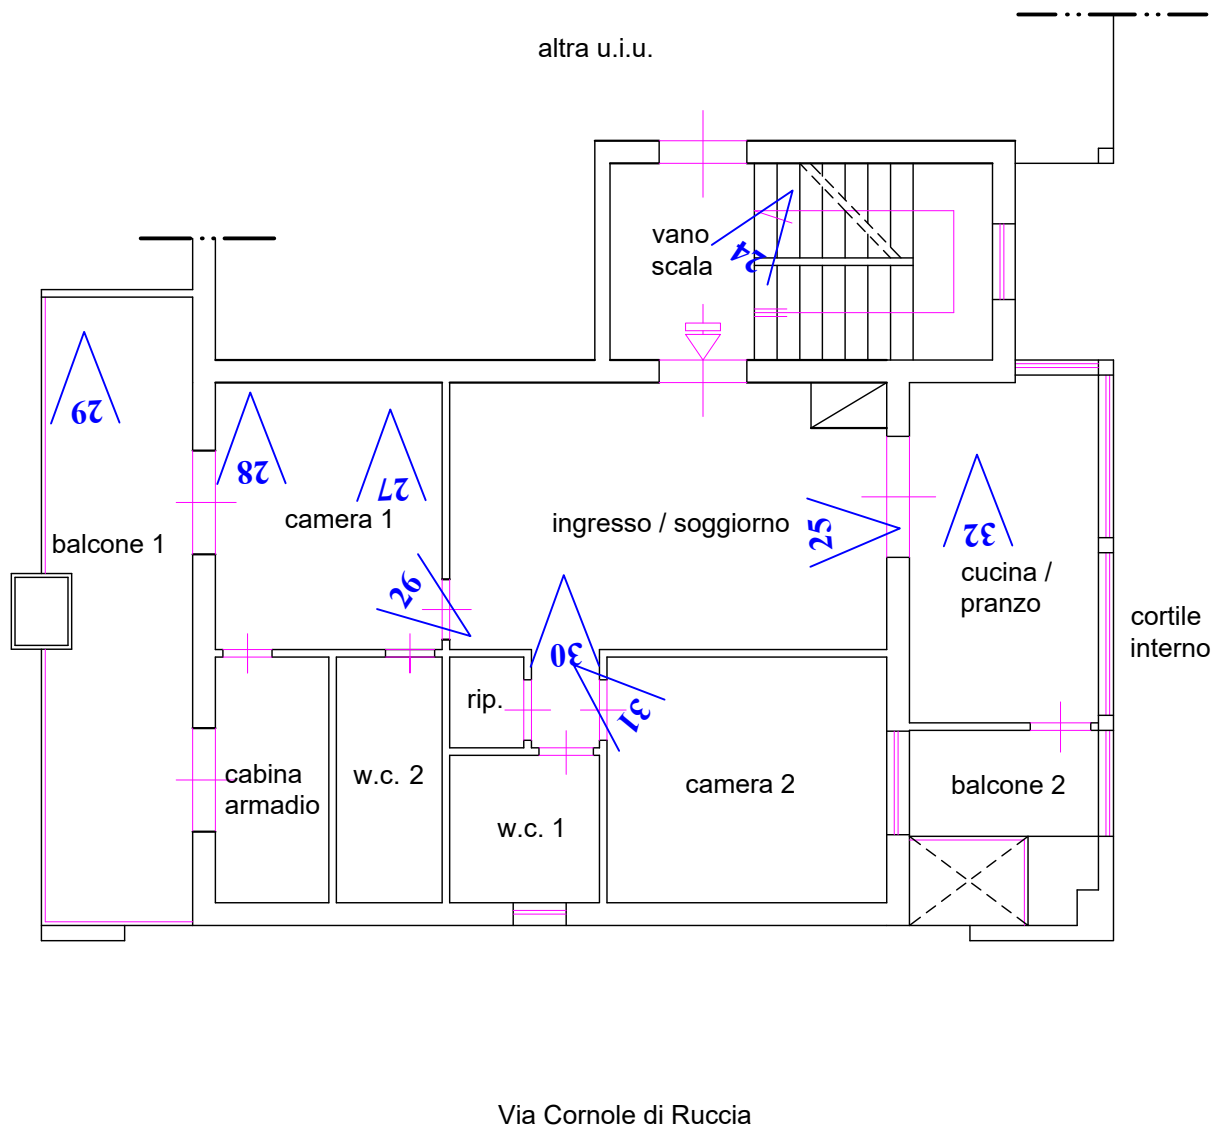 altra u.i.u.
vano
scala
24
29
28
27
camera 1
ingresso / soggiorno
25
32
balcone 1
cucina /
pranzo
26
cortile
interno
30
rip.
31
cabina
armadio
w.c. 2
camera 2
balcone 2
w.c. 1
Via Cornole di Ruccia